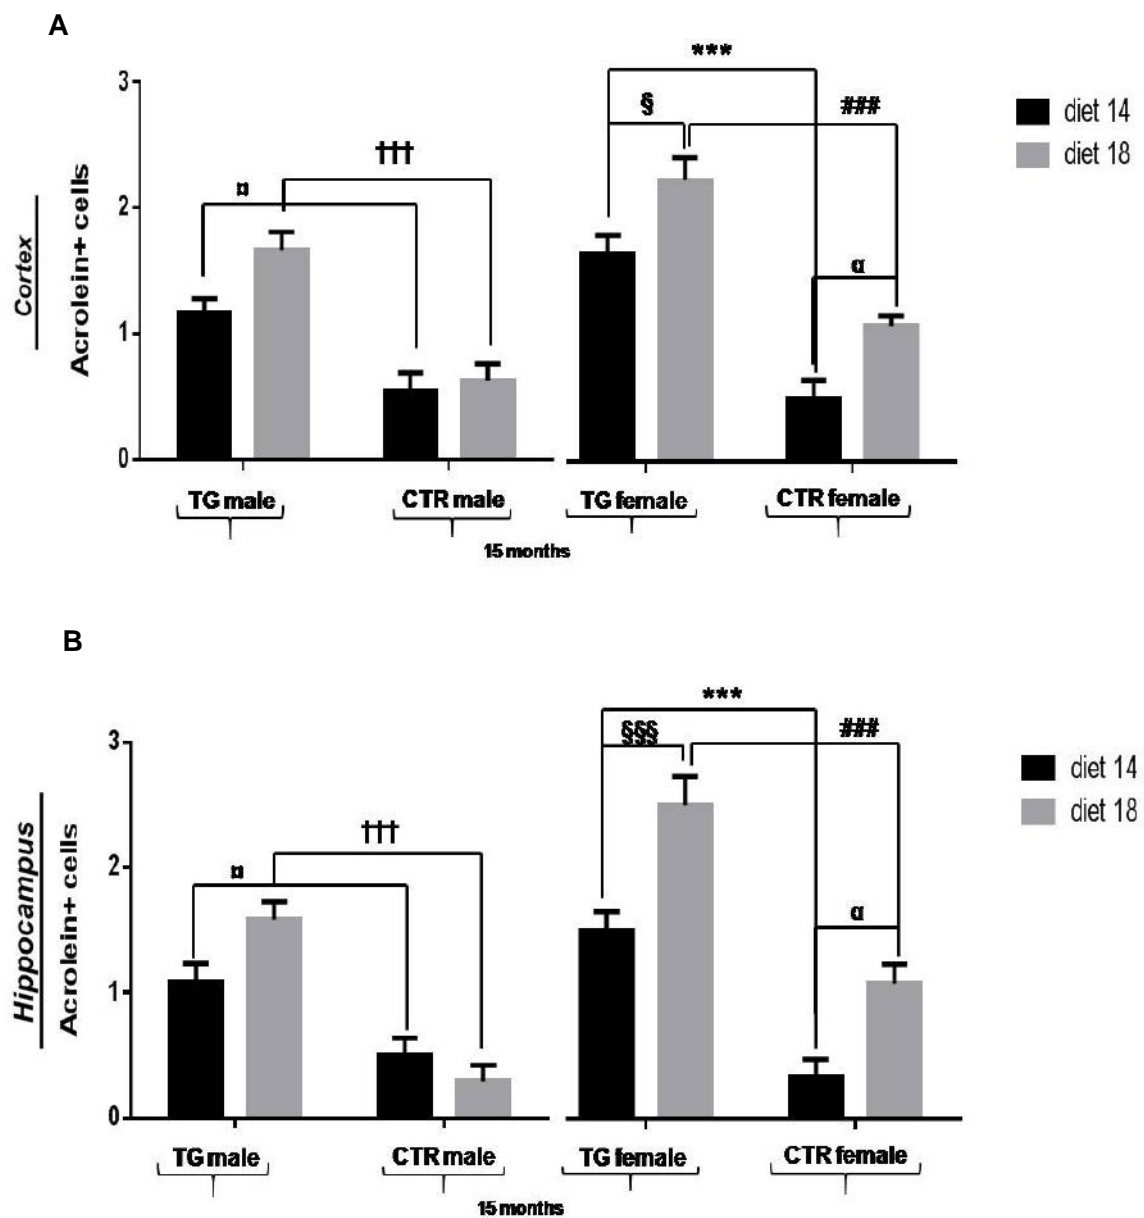 A
***
3
§
###
diet 14
†††
diet 18
¤
2
Cortex
Acrolein+ cells
α
1
0
TG male
CTR male
TG female
CTR female
15 months
B
***
§§§
###
3
diet 14
diet 18
†††
¤
2
Hippocampus
Acrolein+ cells
α
1
0
TG male
CTR male
TG female
CTR female
15 months